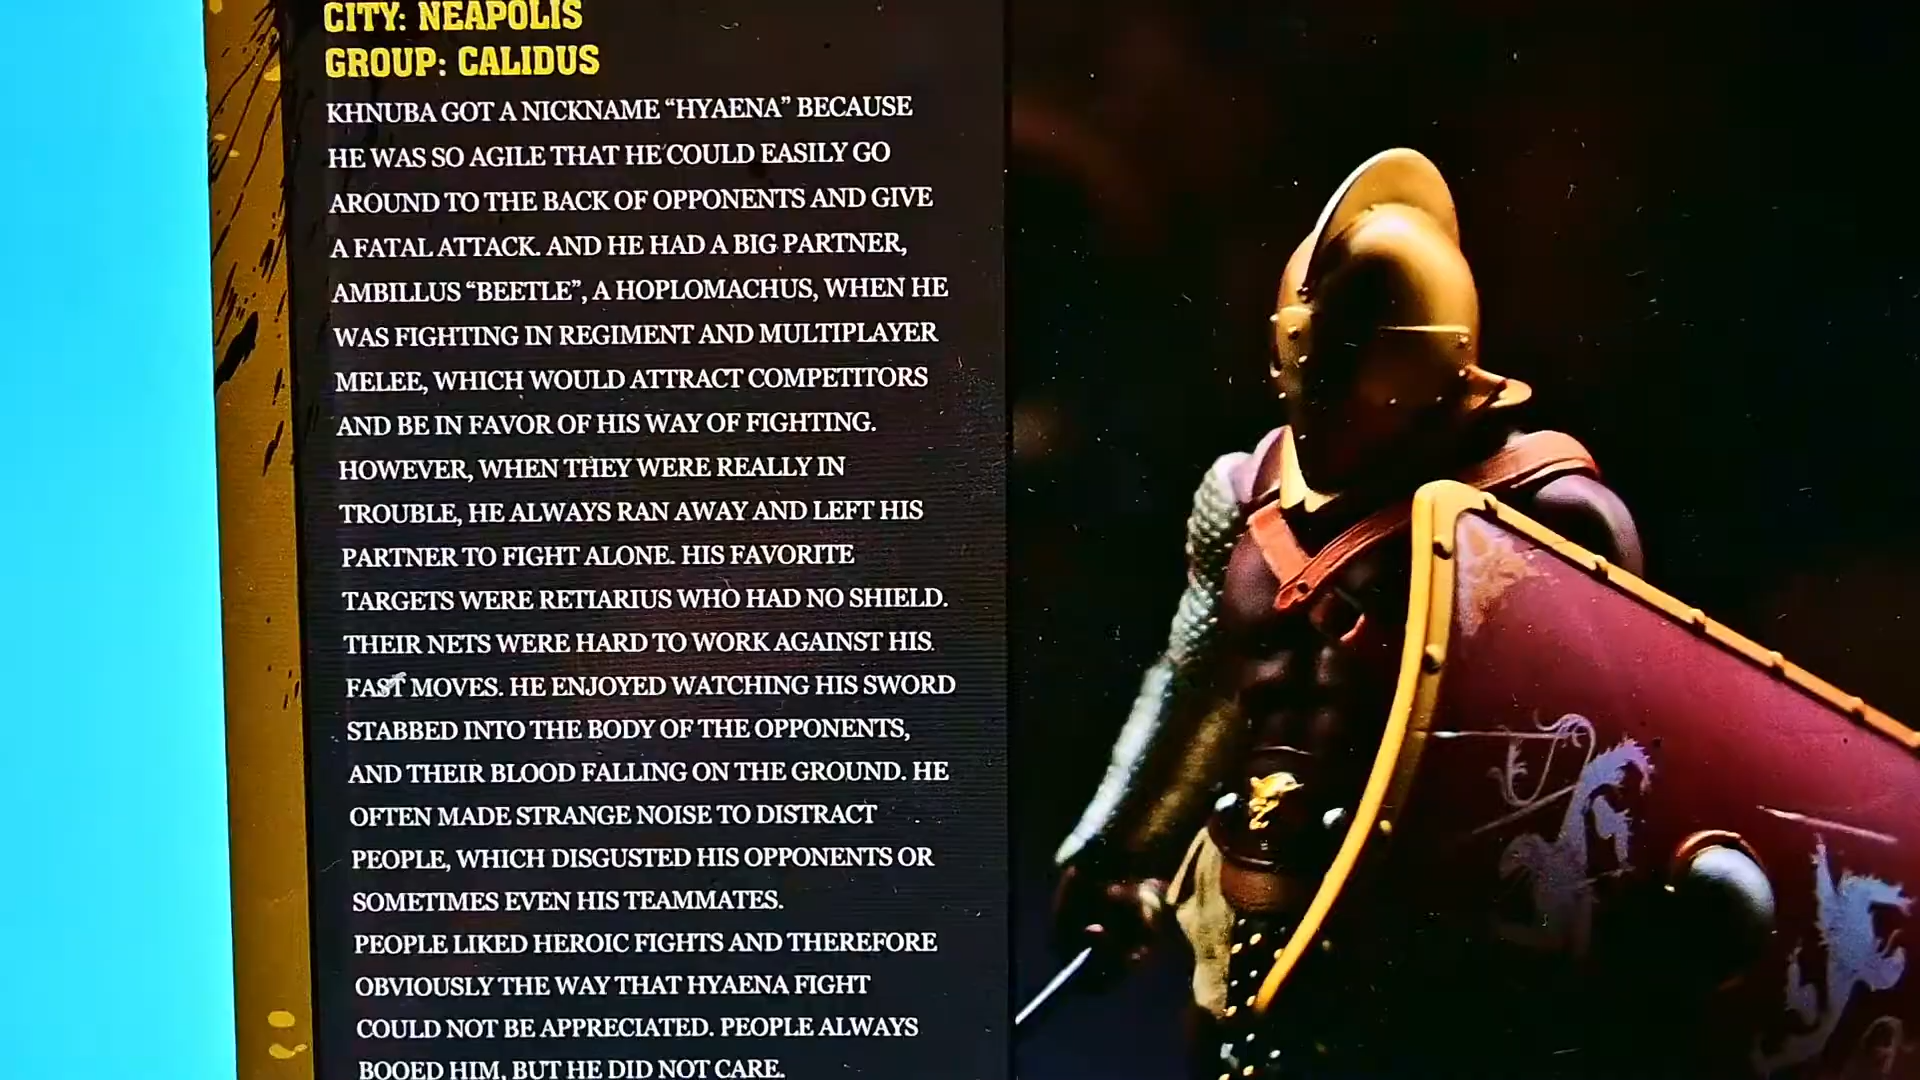 CITY: NEAPOLIS
GROUP: CALIDUS
KHNUBA GOT A NICKNAME “HYAENA” BECAUSE
HE WAS SO AGILE THAT HE COULD EASILY GO
AROUND TO THE BACK OF OPPONENTS AND GIVE
A FATAL ATTACK. AND HE HAD A BIG PARTNER,
AMBILLUS “BEETLE”, A HOPLOMACHUS, WHEN HE
WAS FIGHTING IN REGIMENT AND MULTIPLAYER
MELEE, WHICH WOULD ATTRACT COMPETITORS
AND BE IN FAVOR OF HIS WAY OF FIGHTING.
HOWEVER, WHEN THEY WERE REALLY IN
TROUBLE, HE ALWAYS RAN AWAY AND LEFT HIS
PARTNER TO FIGHT ALONE. HIS FAVORITE
TARGETS WERE RETIARIUS WHO HAD NO SHIELD.
THEIR NETS WERE HARD TO WORK AGAINST HIS
FAST MOVES. HE ENJOYED WATCHING HIS SWORD
STABBED INTO THE BODY OF THE OPPONENTS,
AND THEIR BLOOD FALLING ON THE GROUND. HE
OFTEN MADE STRANGE NOISE TO DISTRACT
PEOPLE, WHICH DISGUSTED HIS OPPONENTS OR
SOMETIMES EVEN HIS TEAMMATES.
PEOPLE LIKED HEROIC FIGHTS AND THEREFORE
OBVIOUSLY THE WAY THAT HYAENA FIGHT
COULD NOT BE APPRECIATED. PEOPLE ALWAYS
BOOED HIM, BUT HE DID NOT CARE.